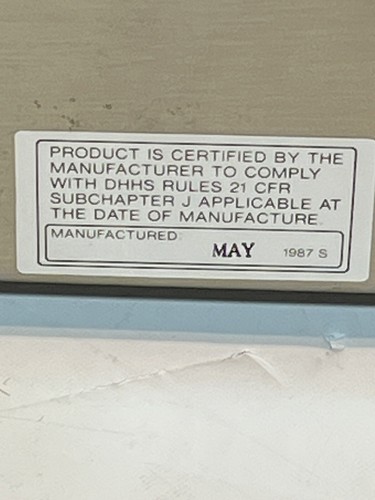 PRODUCT IS CERTIFIED BY THE
MANUFACTURER TO COMPLY
WITH DHHS RULES 21 CFR
SUBCHAPTER J APPLICABLE AT
THE DATE OF MANUFACTURE.
MANUFACTURED:
MAY 1987 S